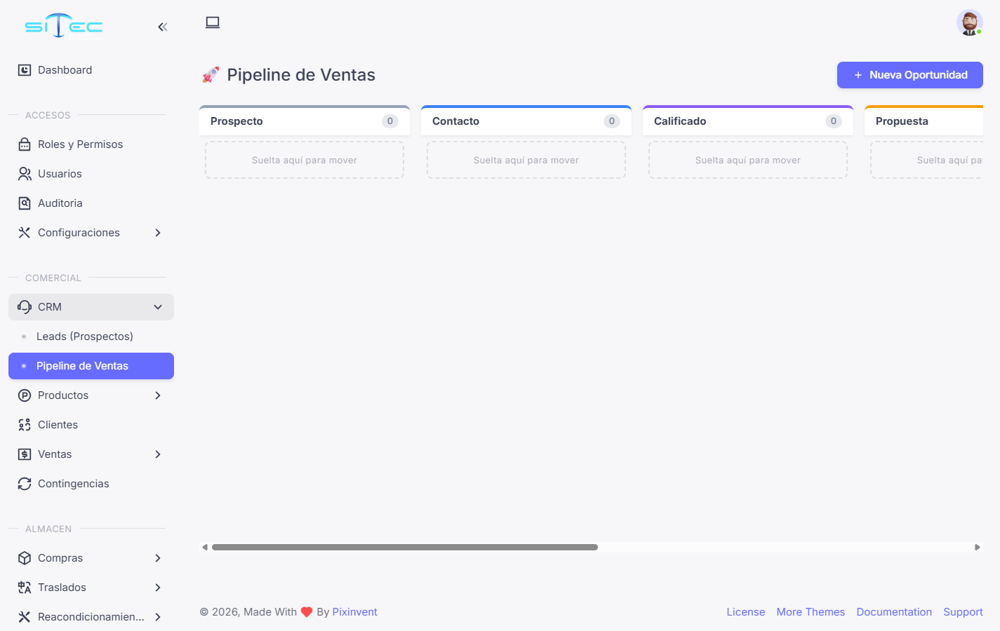 SITEC
Dashboard
ACCESOS
Roles y Permisos
Usuarios
Auditoria
Configuraciones
COMERCIAL
CRM
Leads (Prospectos)
Pipeline de Ventas
Productos
Clientes
Ventas
Contingencias
ALMACEN
Compras
Traslados
Reacondicionamien...
🚀 Pipeline de Ventas
+ Nueva Oportunidad
Prospecto 0
Suelta aquí para mover
Contacto 0
Suelta aquí para mover
Calificado 0
Suelta aquí para mover
Propuesta
Suelta aquí pa
© 2026, Made With ❤️ By Pixinvent
License More Themes Documentation Support